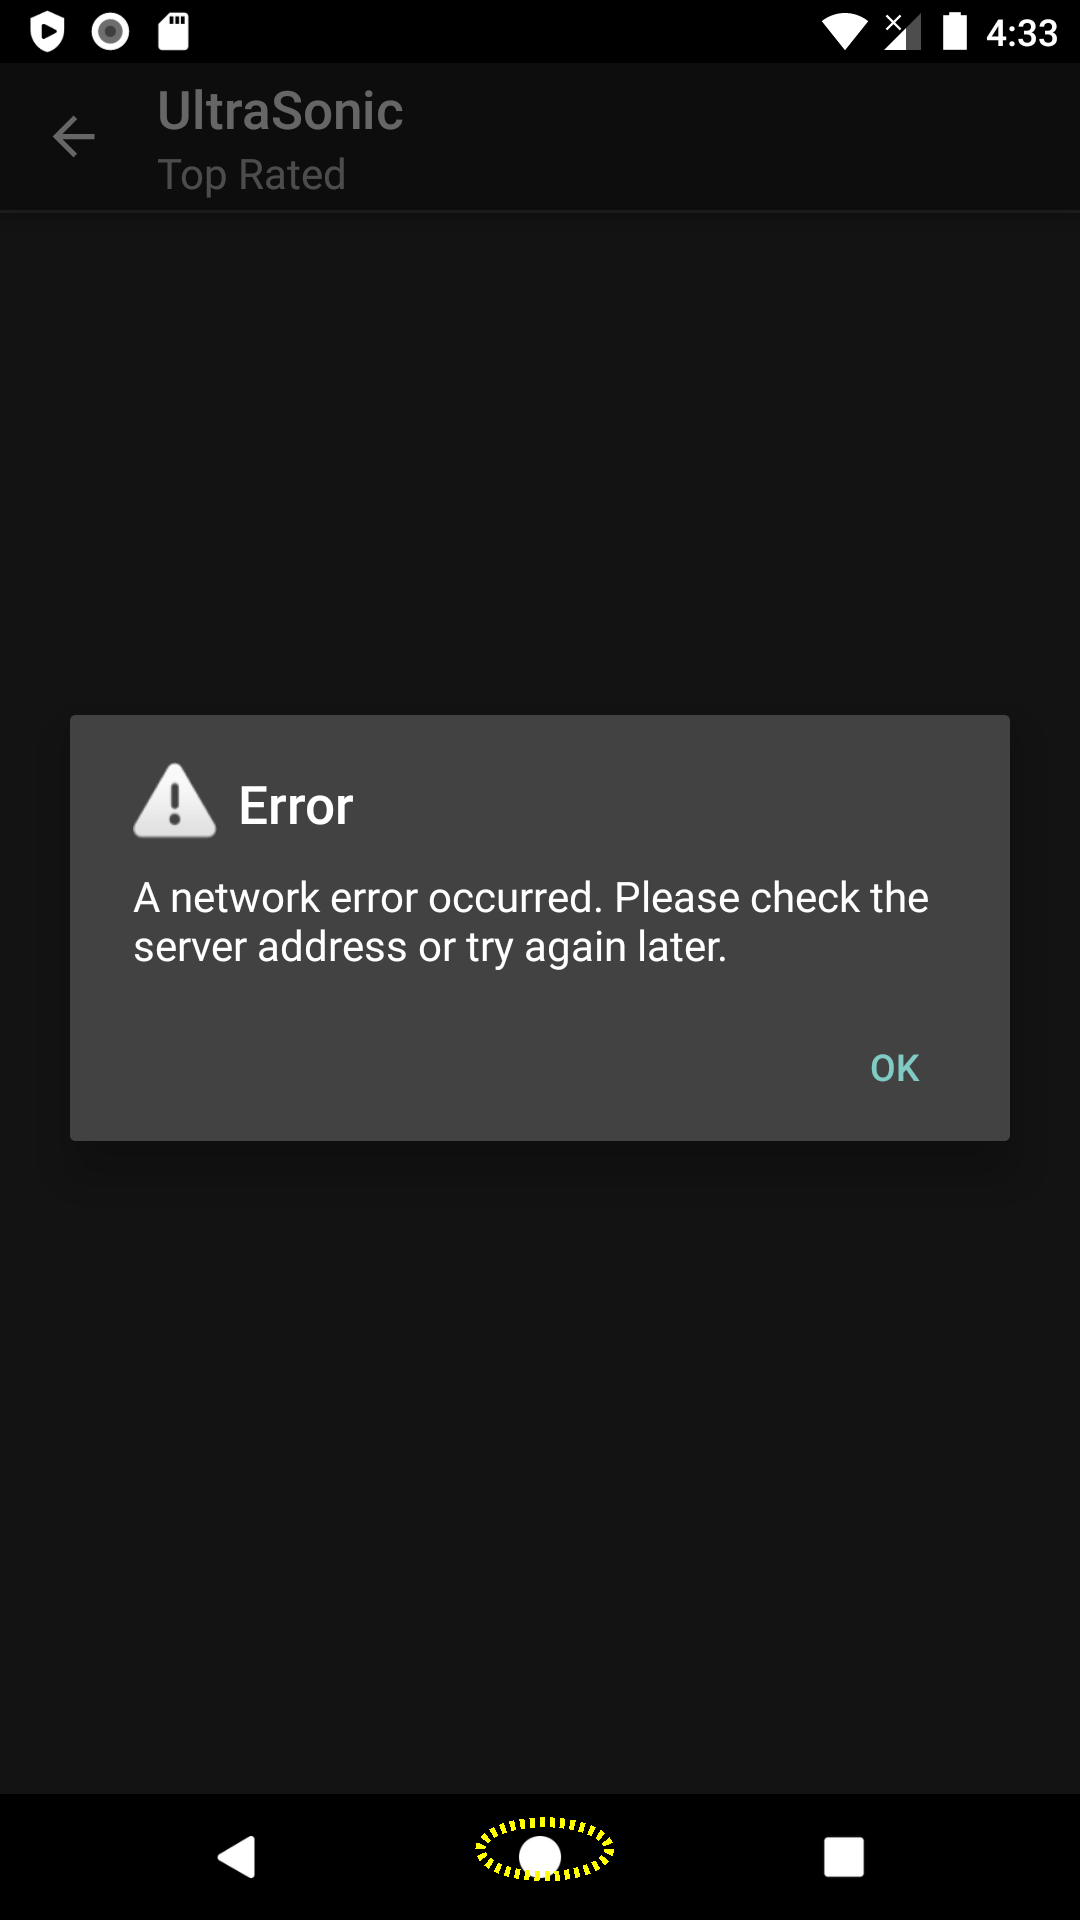 4:33
UltraSonic
Top Rated
Error
A network error occurred. Please check the
server address or try again later.
OK